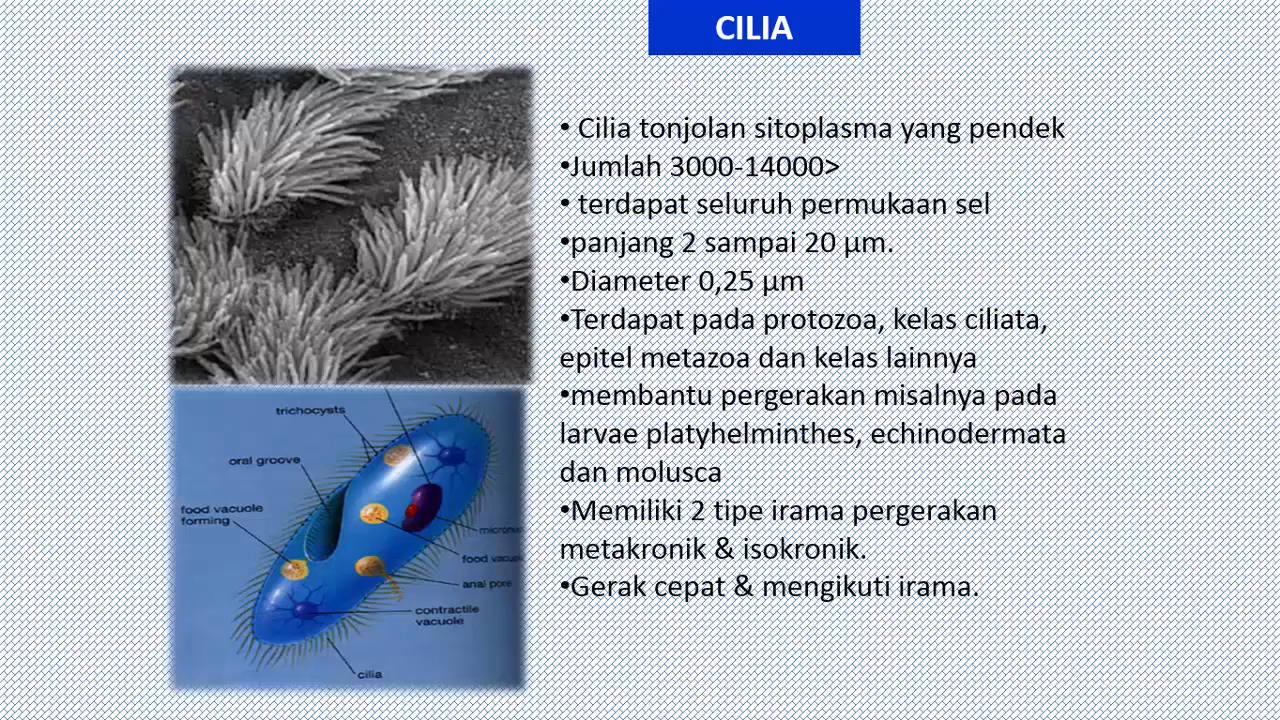 CILIA
• Cilia tonjolan sitoplasma yang pendek
•Jumlah 3000-14000>
• terdapat seluruh permukaan sel
•panjang 2 sampai 20 µm.
•Diameter 0,25 µm
•Terdapat pada protozoa, kelas ciliata,
epitel metazoa dan kelas lainnya
•membantu pergerakan misalnya pada
larvae platyhelminthes, echinodermata
dan molusca
•Memiliki 2 tipe irama pergerakan
metakronik & isokronik.
•Gerak cepat & mengikuti irama.
trichocysts
oral groove
food vacuole
forming
food
anal pore
contractile
vacuole
cilia